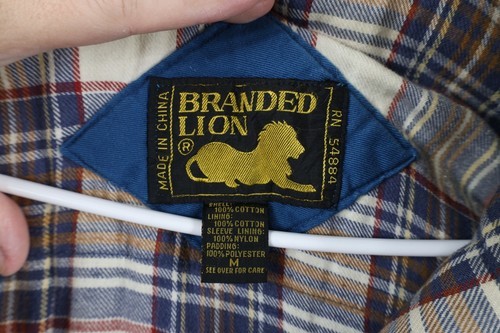 BRANDED
LION
®
MADE IN CHINA
RN 54884
SHELL:
100% COTTON
LINING:
100% COTTON
SLEEVE LINING:
100% NYLON
PADDING:
100% POLYESTER
M
SEE OVER FOR CARE